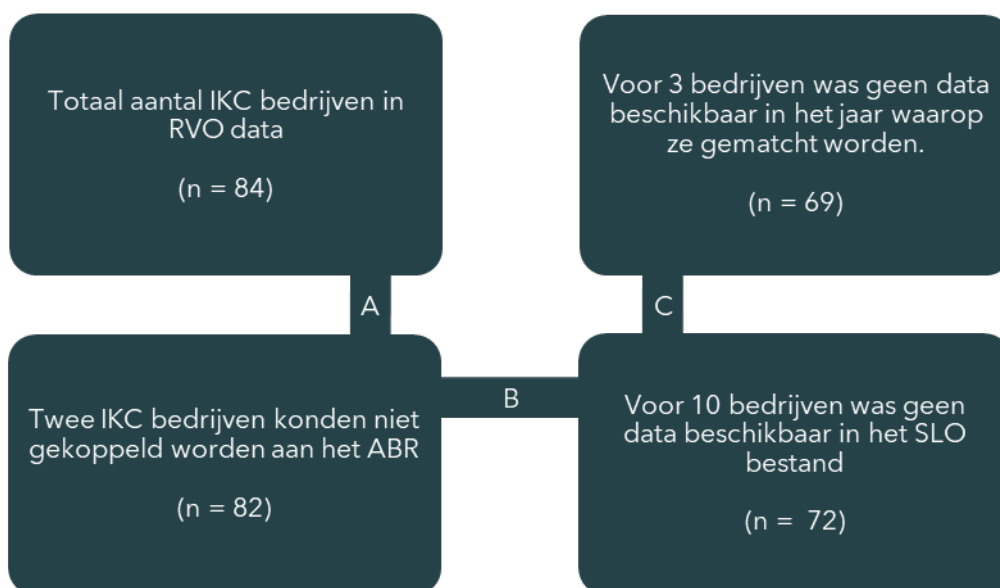 Totaal aantal IKC bedrijven in
RVO data
(n = 84)
A
Twee IKC bedrijven konden niet
gekoppeld worden aan het ABR
(n = 82)
B
Voor 10 bedrijven was geen
data beschikbaar in het SLO
bestand
(n =  72)
C
Voor 3 bedrijven was geen data
beschikbaar in het jaar waarop
ze gematcht worden.
(n = 69)